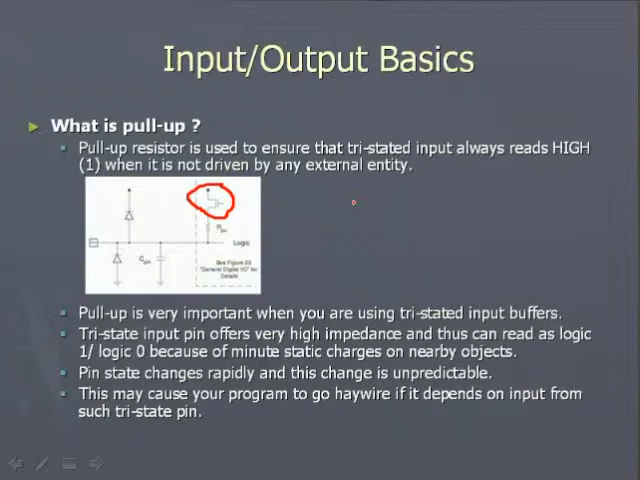 Input/Output Basics
What is pull-up ?
Pull-up resistor is used to ensure that tri-stated input always reads HIGH
(1) when it is not driven by any external entity.
Logic
See Figure 23
"General Digital I/O" for
Details
Pull-up is very important when you are using tri-stated input buffers.
Tri-state input pin offers very high impedance and thus can read as logic
1/ logic 0 because of minute static charges on nearby objects.
Pin state changes rapidly and this change is unpredictable.
This may cause your program to go haywire if it depends on input from
such tri-state pin.